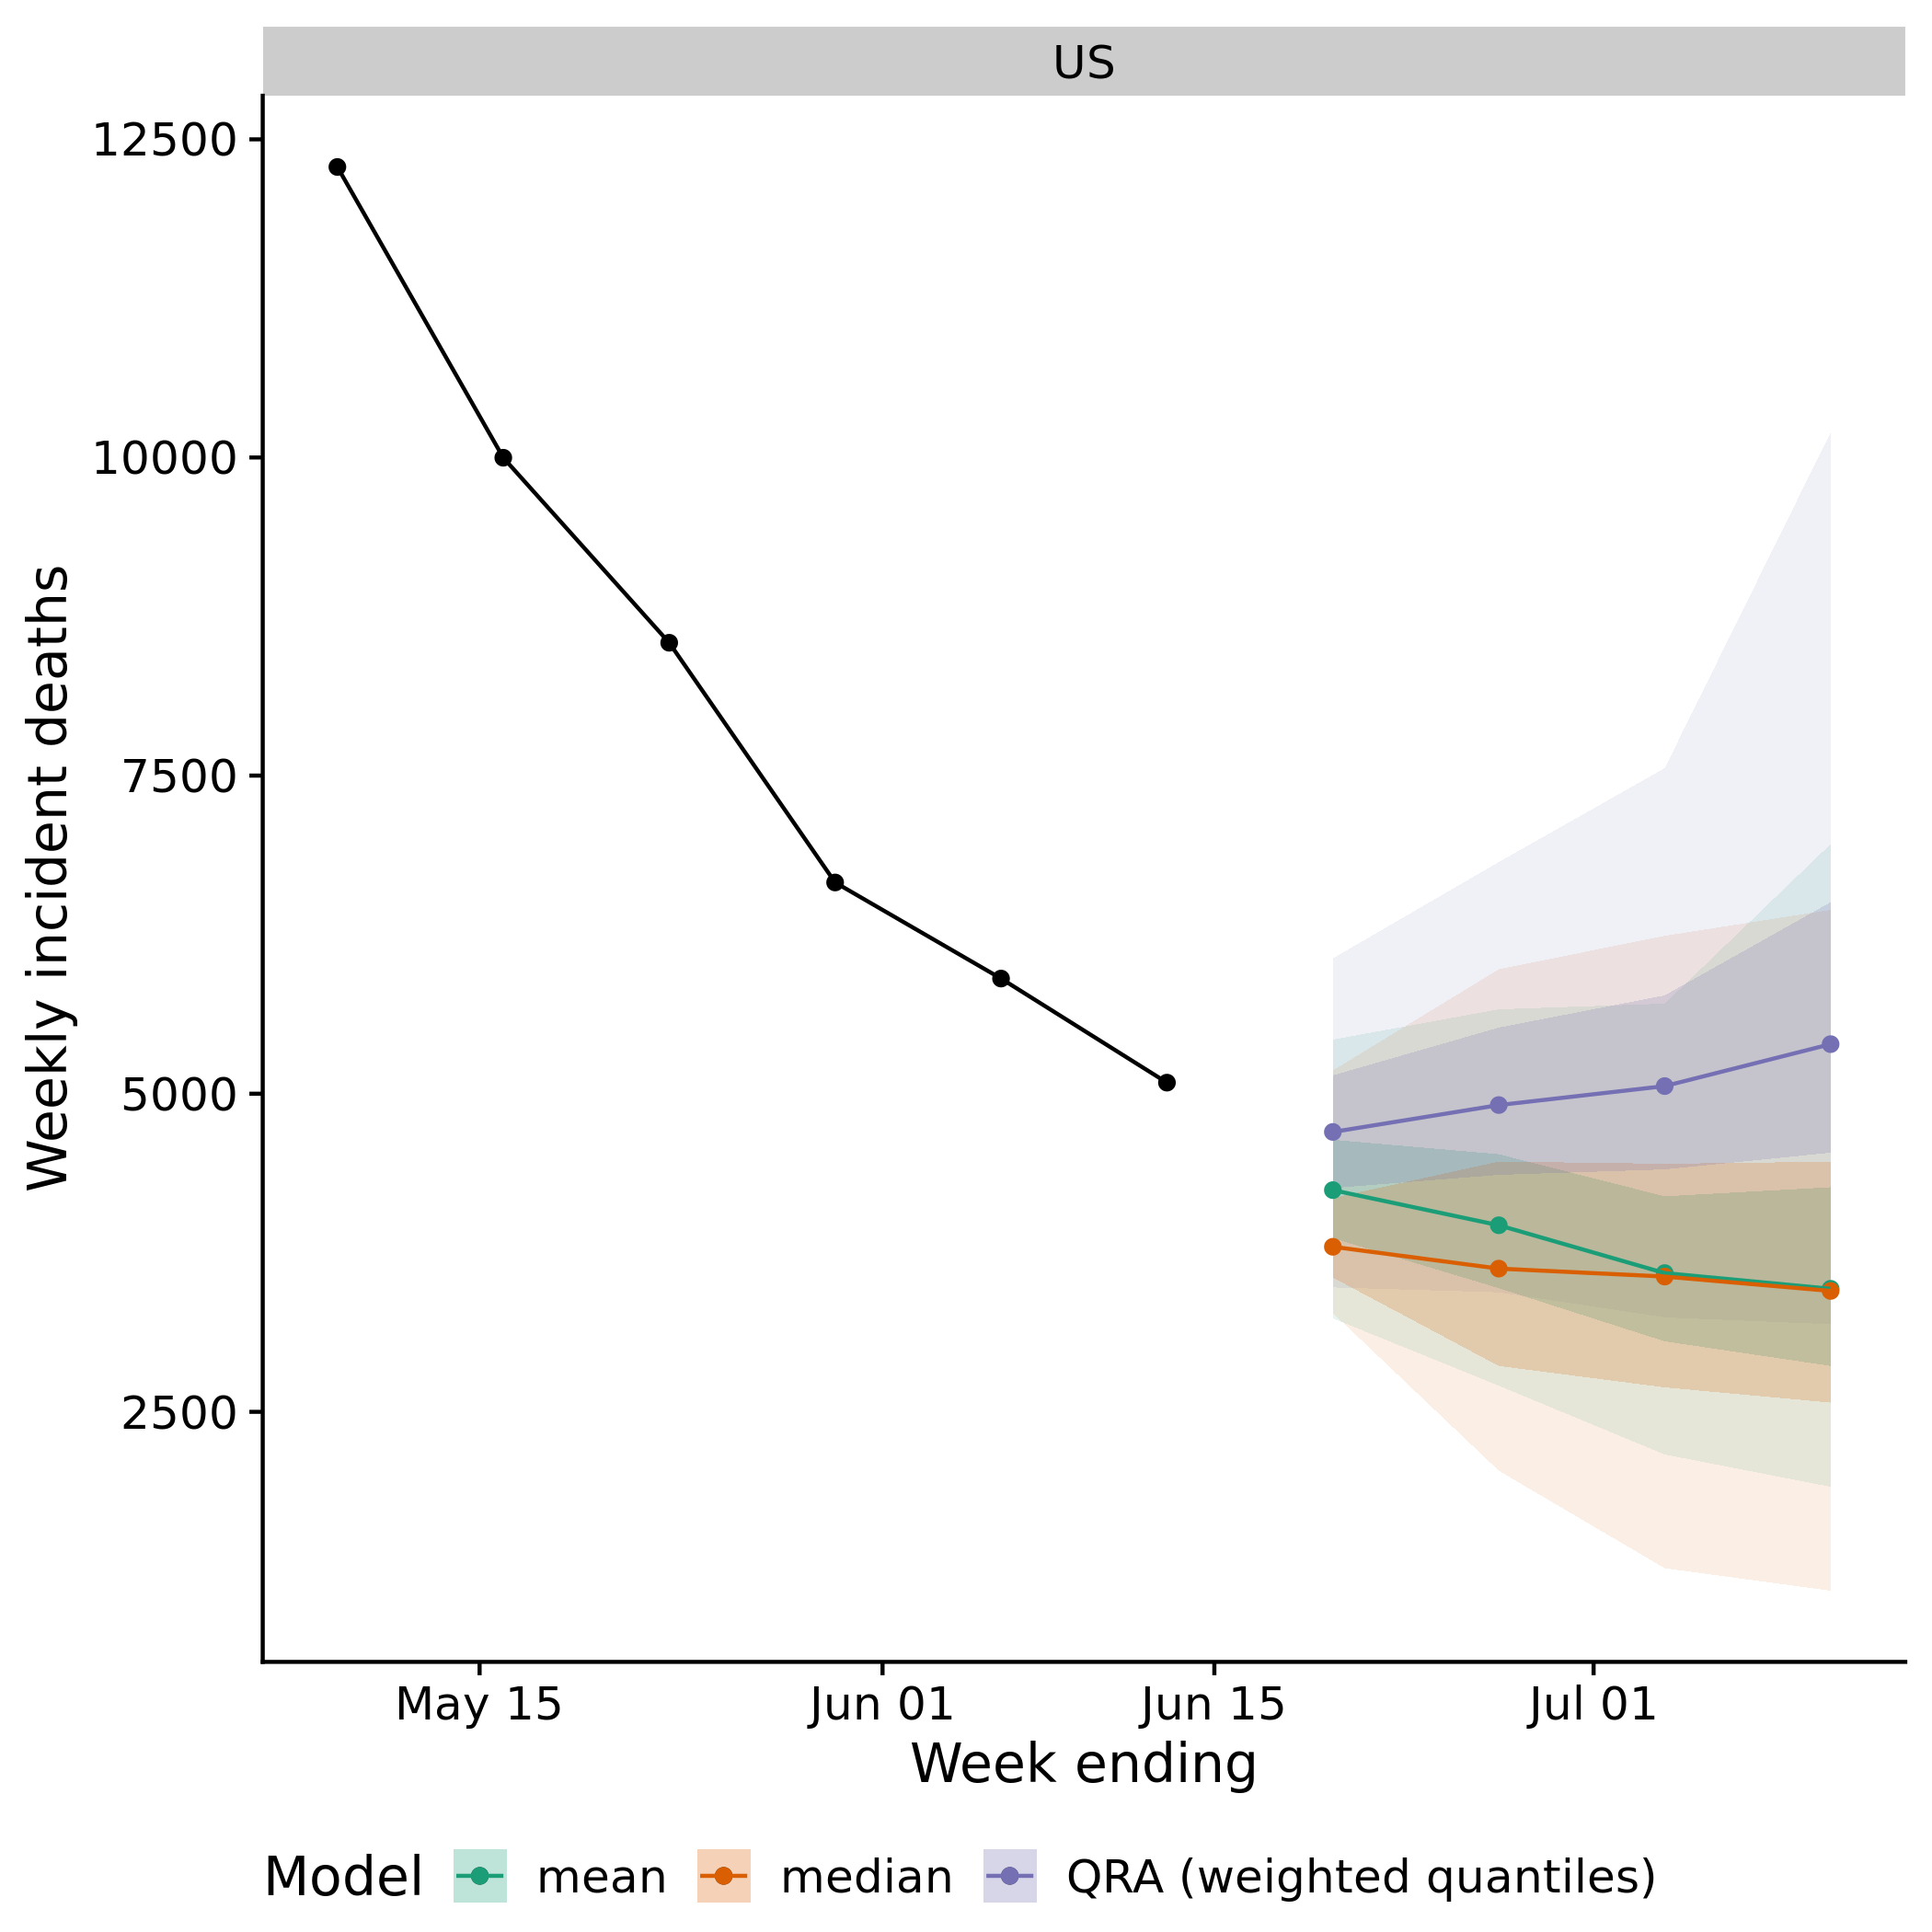 US
12500
10000
7500
5000
2500
Weekly incident deaths
May 15 Jun 01 Jun 15 Jul 01
Week ending
Model mean median QRA (weighted quantiles)